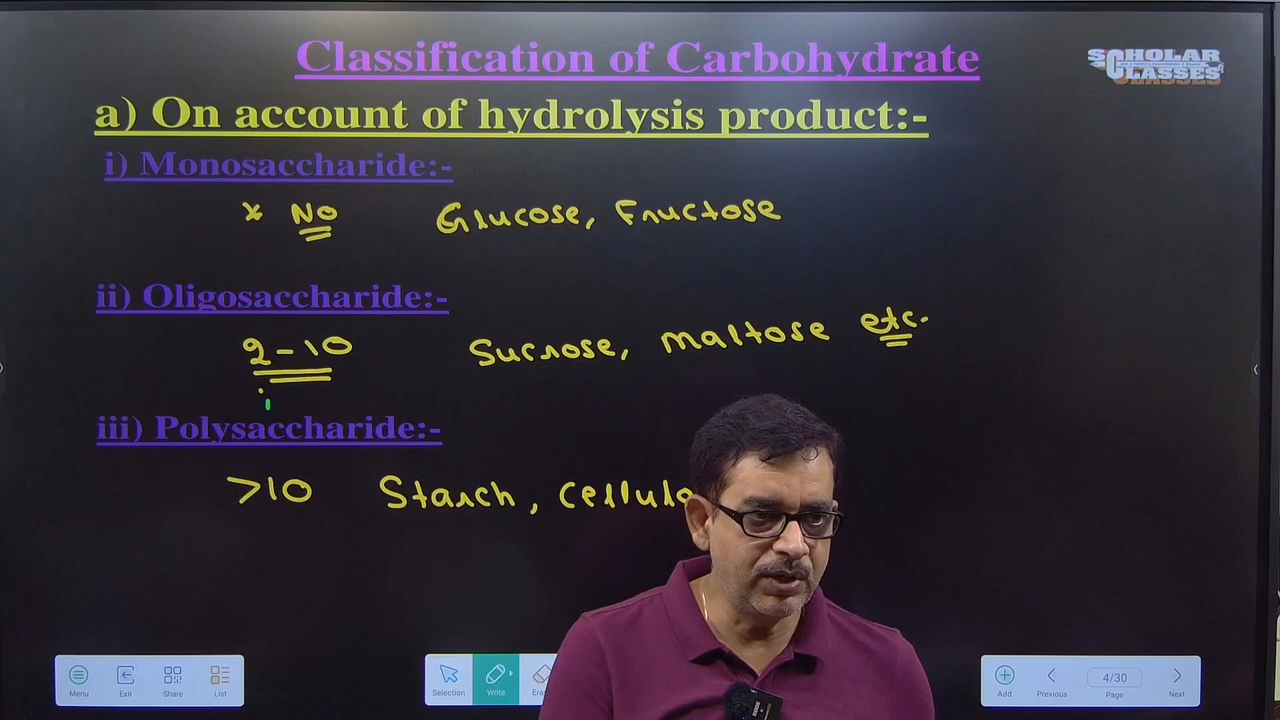 Classification of Carbohydrate
SCHOLAR
CLASSES
a) On account of hydrolysis product:-
i) Monosaccharide:-
* No Glucose, Fructose
ii) Oligosaccharide:-
2-10 Sucrose, maltose etc.
iii) Polysaccharide:-
>10 Starch, Cellulo
Menu Exit Share List Selection Write Era Add Previous 4/30 Page Next